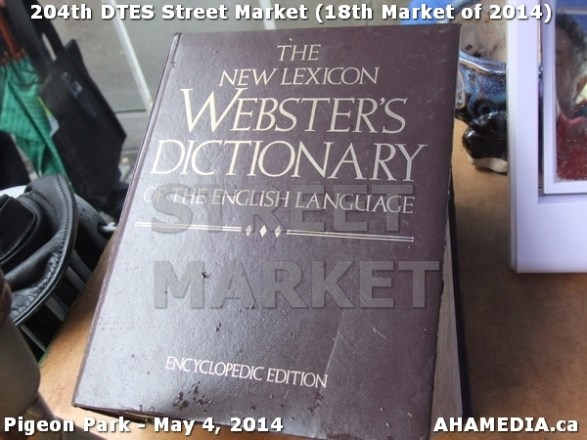 204th DTES Street Market (18th Market of 2014)
THE
NEW LEXICON
WEBSTER'S
DICTIONARY
OF THE ENGLISH LANGUAGE
STREET
MARKET
ENCYCLOPEDIC EDITION
Pigeon Park - May 4, 2014
AHAMEDIA.ca